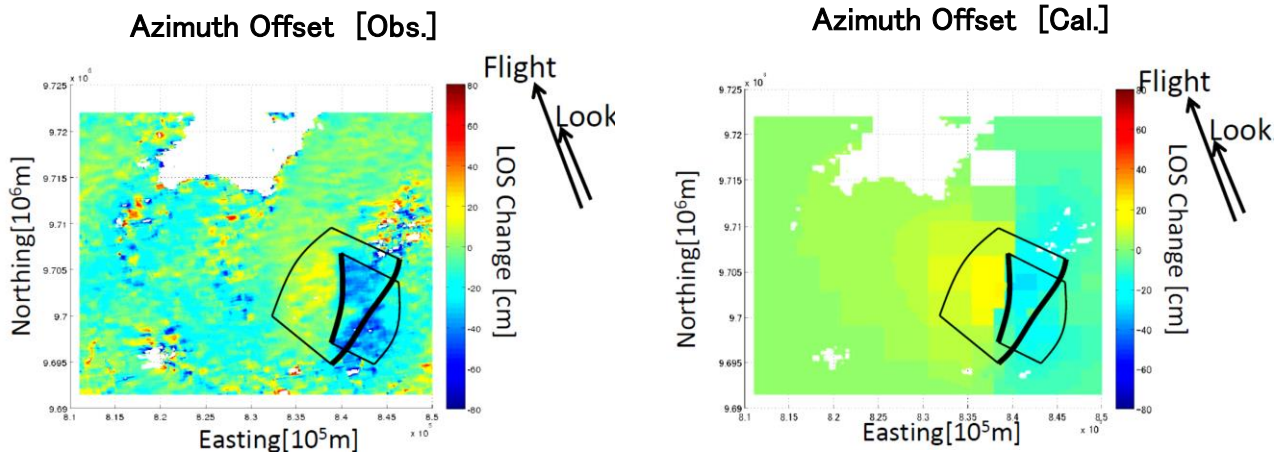 Azimuth Offset [Obs.]
x 10⁶
9.725
9.72
9.715
9.71
9.705
9.7
9.695
9.69
Northing[10⁶m]
8.1 8.15 8.2 8.25 8.3 8.35 8.4 8.45 8.5
x 10⁵
Easting[10⁵m]
80
60
40
20
0
-20
-40
-60
-80
LOS Change [cm]
Flight
Look
Azimuth Offset [Cal.]
9.725
9.72
9.715
9.71
9.705
9.7
9.695
9.69
Northing[10⁶m]
8.1 8.15 8.2 8.25 8.3 8.35 8.4 8.45 8.5
Easting[10⁵m]
80
60
40
20
0
-20
-40
-60
-80
LOS Change [cm]
Flight
Look